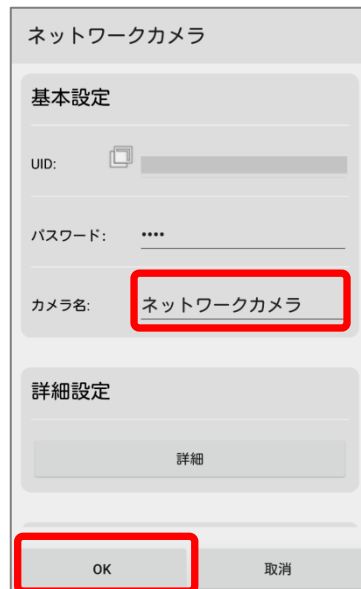 ネットワークカメラ
基本設定
UID:
パスワード: ••••
カメラ名: ネットワークカメラ
詳細設定
詳細
OK 取消